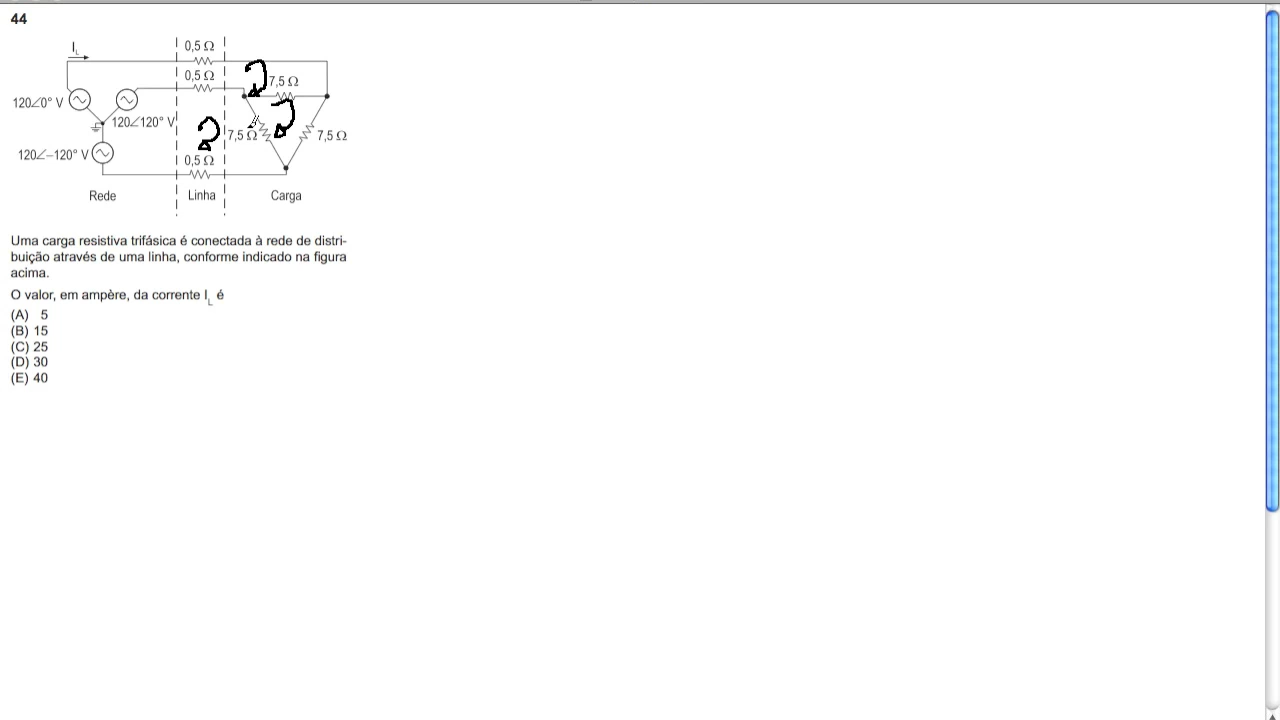 44
I_L
0,5 Ω
0,5 Ω
7,5 Ω
120∠0° V
120∠120° V
7,5 Ω
7,5 Ω
120∠–120° V
0,5 Ω
Rede
Linha
Carga
Uma carga resistiva trifásica é conectada à rede de distri-
buição através de uma linha, conforme indicado na figura
acima.
O valor, em ampère, da corrente I_L é
(A) 5
(B) 15
(C) 25
(D) 30
(E) 40